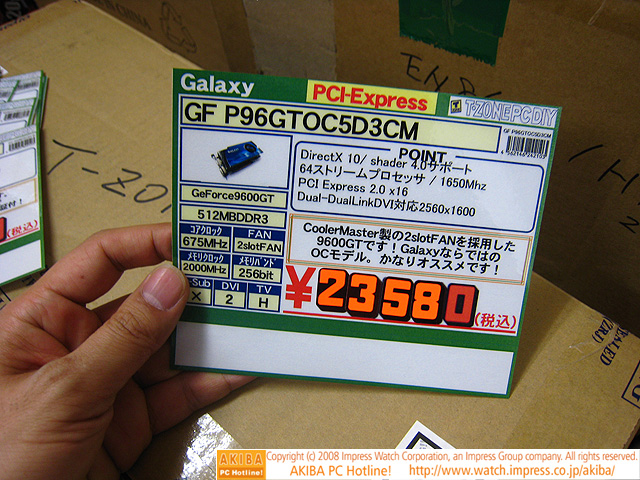 Galaxy
PCI-Express
T-ZONE PC DIY
GF P96GTOC5D3CM
GF P96GTOC5D3CM
POINT
DirectX 10/ shader 4.0サポート
64ストリームプロセッサ / 1650Mhz
PCI Express 2.0 x16
Dual-DualLinkDVI対応2560x1600
GeForce9600GT
512MBDDR3
コアクロック FAN
675MHz 2slotFAN
メモリクロック メモリバンド
2000MHz 256bit
-Sub DVI TV
X 2 H
CoolerMaster製の2slotFANを採用した
9600GTです！Galaxyならではの
OCモデル。かなりオススメです！
¥23580
(税込)
T-ZO
(税込)
AKIBA
PC Hotline!
Copyright (c) 2008 Impress Watch Corporation, an Impress Group company. All rights reserved.
AKIBA PC Hotline! http://www.watch.impress.co.jp/akiba/